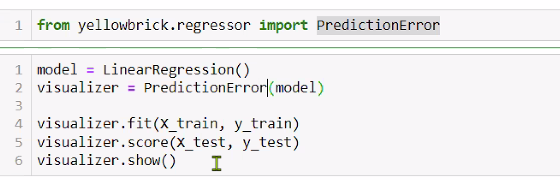 1 from yellowbrick.regressor import PredictionError
1 model = LinearRegression()
2 visualizer = PredictionError(model)
3
4 visualizer.fit(X_train, y_train)
5 visualizer.score(X_test, y_test)
6 visualizer.show()